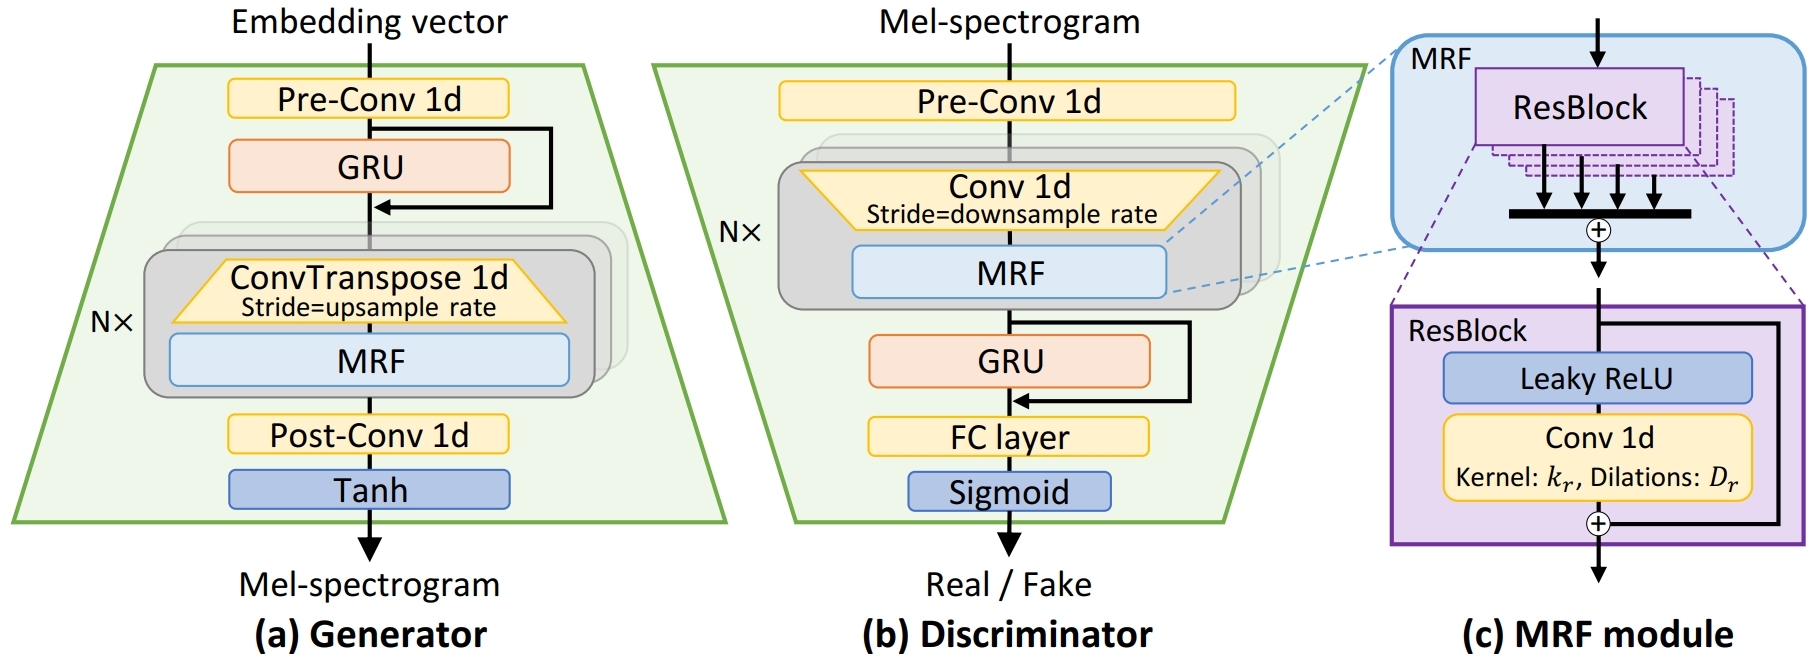 Embedding vector
Pre-Conv 1d
GRU
N×
ConvTranspose 1d
Stride=upsample rate
MRF
Post-Conv 1d
Tanh
Mel-spectrogram
(a) Generator
Mel-spectrogram
Pre-Conv 1d
N×
Conv 1d
Stride=downsample rate
MRF
GRU
FC layer
Sigmoid
Real / Fake
(b) Discriminator
MRF
ResBlock
+
ResBlock
Leaky ReLU
Conv 1d
Kernel: $k_r$, Dilations: $D_r$
+
(c) MRF module